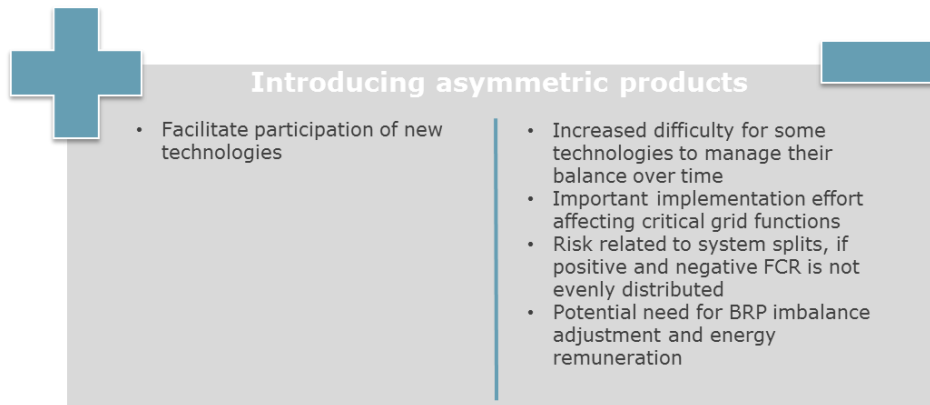 Introducing asymmetric products
• Facilitate participation of new
technologies
• Increased difficulty for some
technologies to manage their
balance over time
• Important implementation effort
affecting critical grid functions
• Risk related to system splits, if
positive and negative FCR is not
evenly distributed
• Potential need for BRP imbalance
adjustment and energy
remuneration